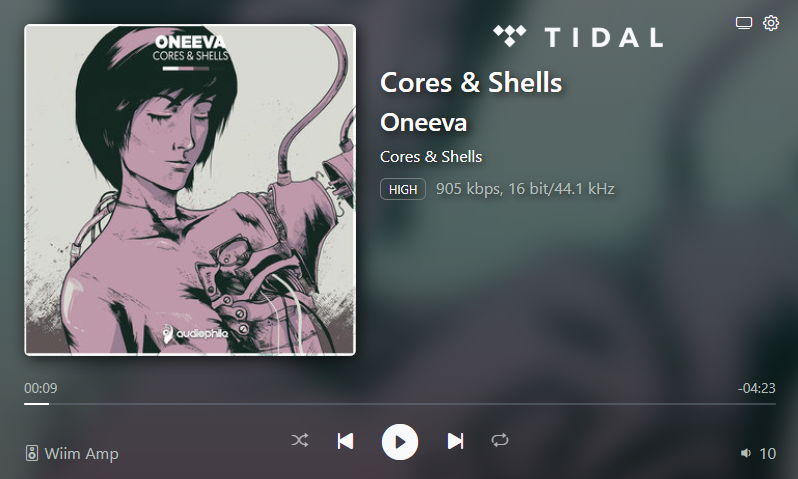 ONEEVA
CORES & SHELLS
audiophile
TIDAL
Cores & Shells
Oneeva
Cores & Shells
HIGH 905 kbps, 16 bit/44.1 kHz
00:09
-04:23
Wiim Amp
10